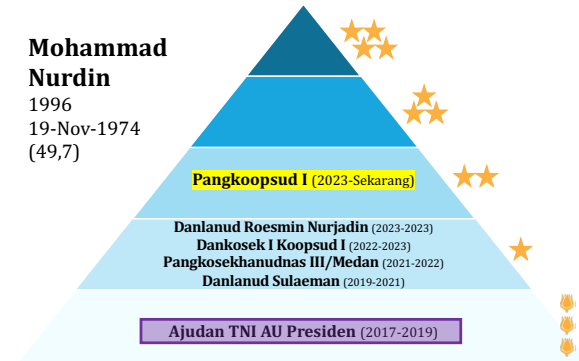 Mohammad
Nurdin
1996
19-Nov-1974
(49,7)
Pangkoopsud I (2023-Sekarang)
Danlanud Roesmin Nurjadin (2023-2023)
Dankosek I Koopsud I (2022-2023)
Pangkosekhanudnas III/Medan (2021-2022)
Danlanud Sulaeman (2019-2021)
Ajudan TNI AU Presiden (2017-2019)